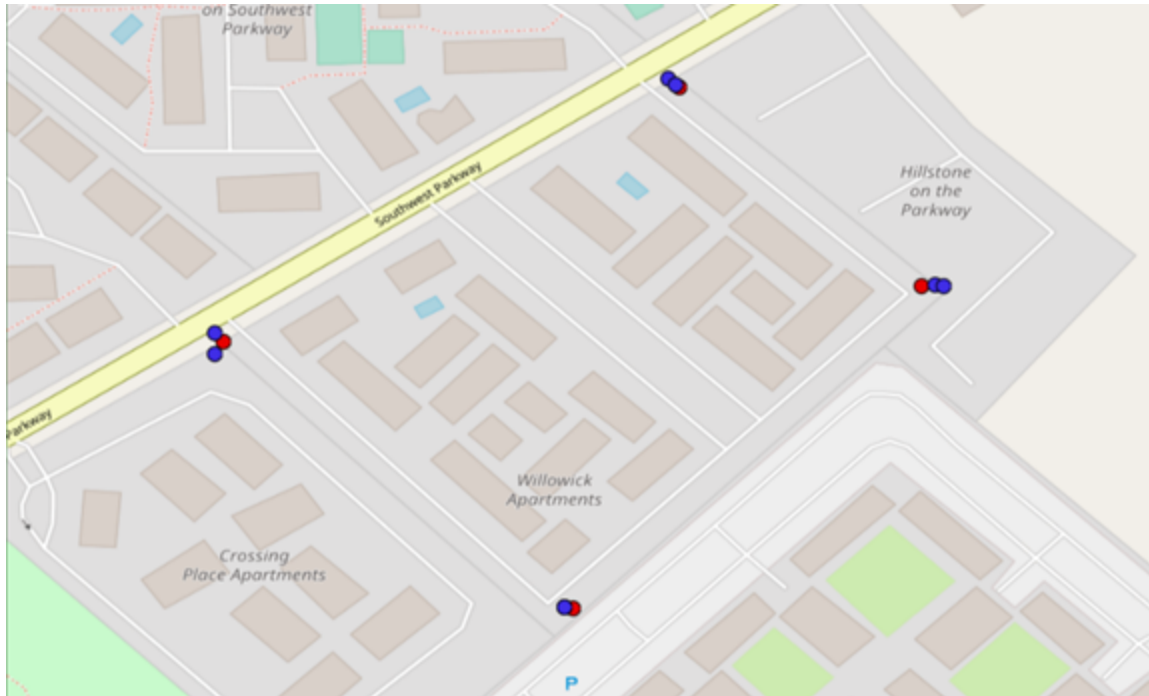 on Southwest
Parkway
Southwest Parkway
Hillstone
on the
Parkway
Parkway
Willowick
Apartments
Crossing
Place Apartments
P